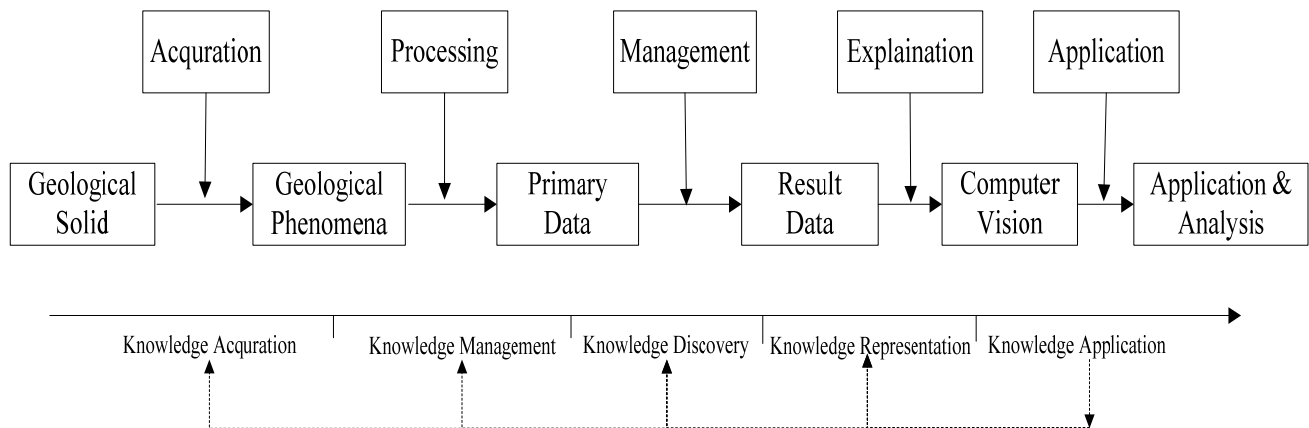 Acquration
Processing
Management
Explaination
Application
Geological
Solid
Geological
Phenomena
Primary
Data
Result
Data
Computer
Vision
Application &
Analysis
Knowledge Acquration
Knowledge Management
Knowledge Discovery
Knowledge Representation
Knowledge Application